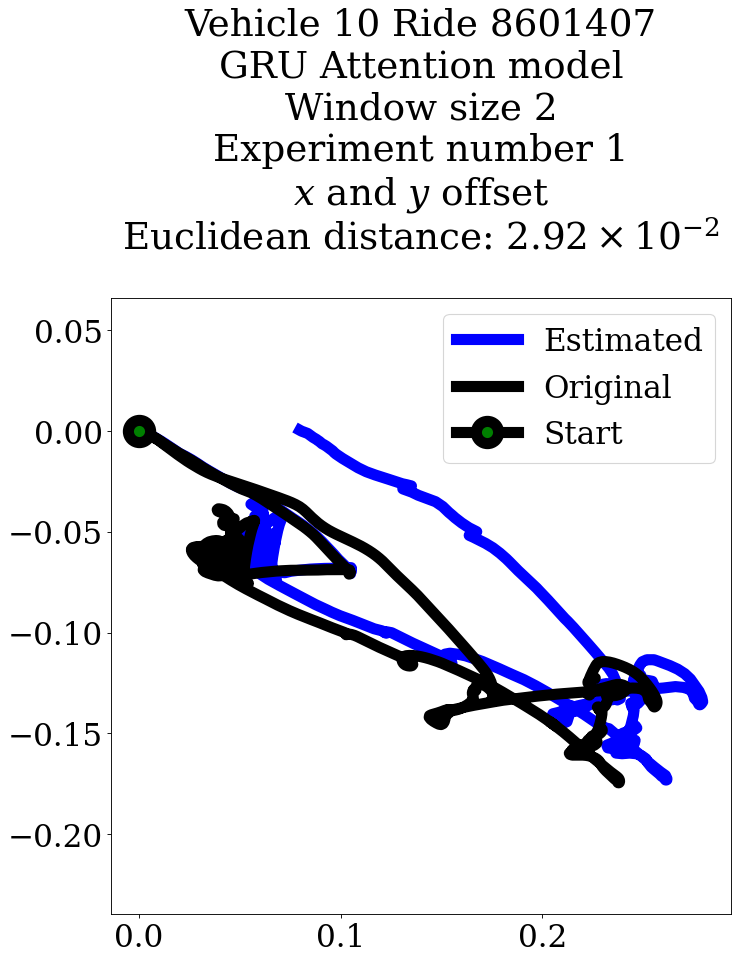 Vehicle 10 Ride 8601407
GRU Attention model
Window size 2
Experiment number 1
x and y offset
Euclidean distance: 2.92 × 10⁻²
Estimated
Original
Start
0.05
0.00
−0.05
−0.10
−0.15
−0.20
0.0 0.1 0.2